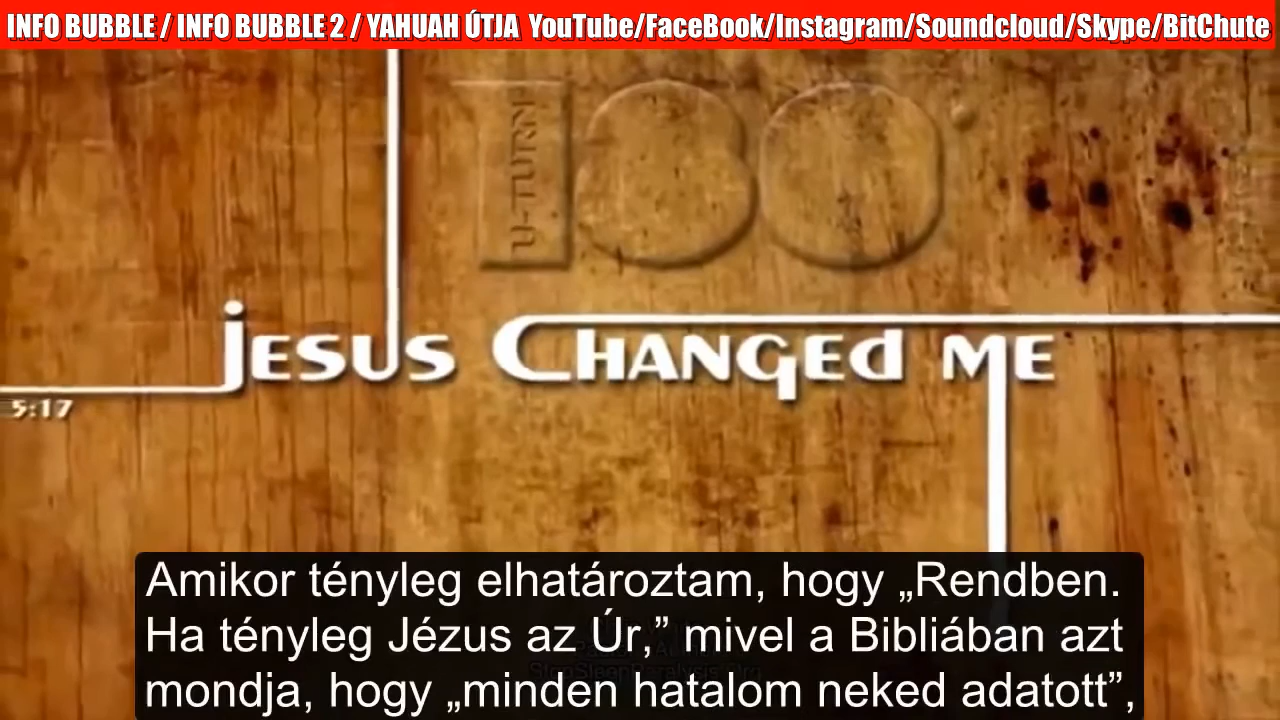 INFO BUBBLE / INFO BUBBLE 2 / YAHUAH ÚTJA YouTube/FaceBook/Instagram/Soundcloud/Skype/BitChute
U-TURN
180°
jESUS CHANGEd ME
5:17
Amikor tényleg elhatároztam, hogy „Rendben.
Ha tényleg Jézus az Úr,” mivel a Bibliában azt
mondja, hogy „minden hatalom neked adatott”,